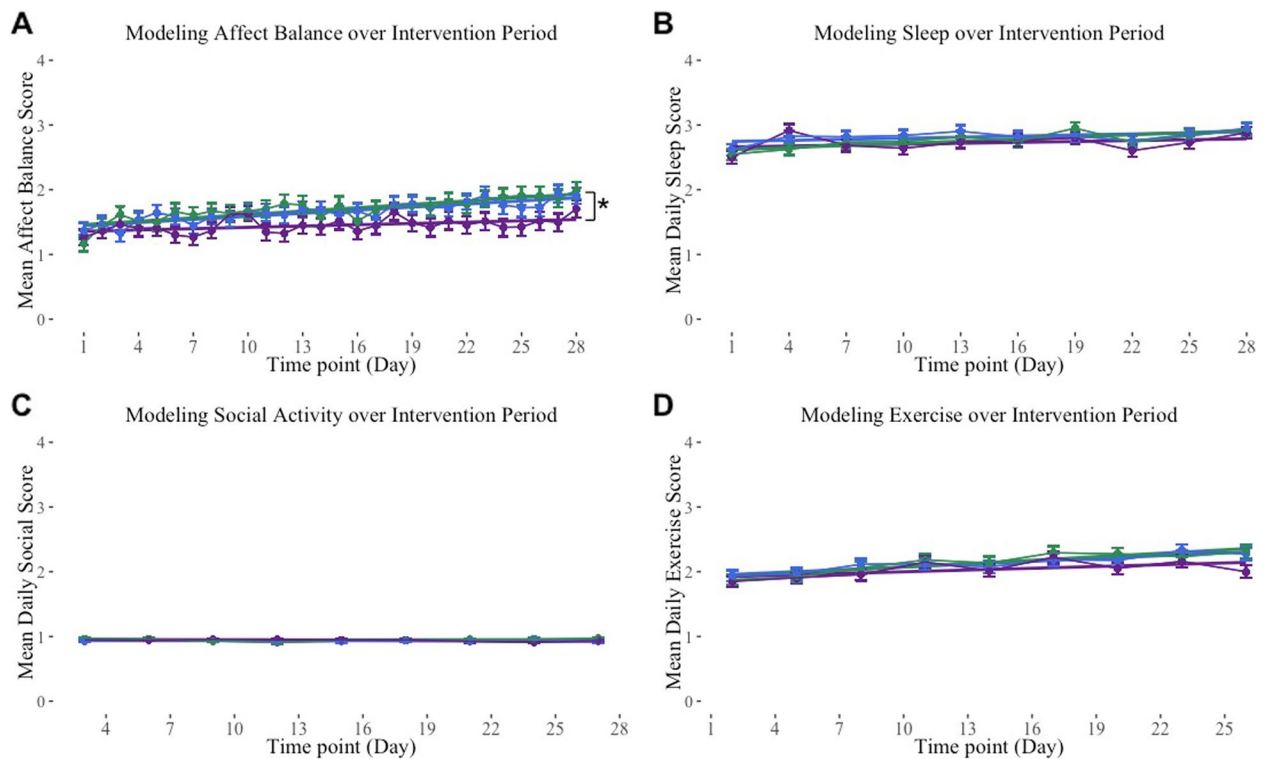 A
Modeling Affect Balance over Intervention Period
Mean Affect Balance Score
4
3
2
1
0
*
1 4 7 10 13 16 19 22 25 28
Time point (Day)
B
Modeling Sleep over Intervention Period
Mean Daily Sleep Score
4
3
2
1
0
1 4 7 10 13 16 19 22 25 28
Time point (Day)
C
Modeling Social Activity over Intervention Period
Mean Daily Social Score
4
3
2
1
0
4 7 10 13 16 19 22 25 28
Time point (Day)
D
Modeling Exercise over Intervention Period
Mean Daily Exercise Score
4
3
2
1
0
1 4 7 10 13 16 19 22 25
Time point (Day)